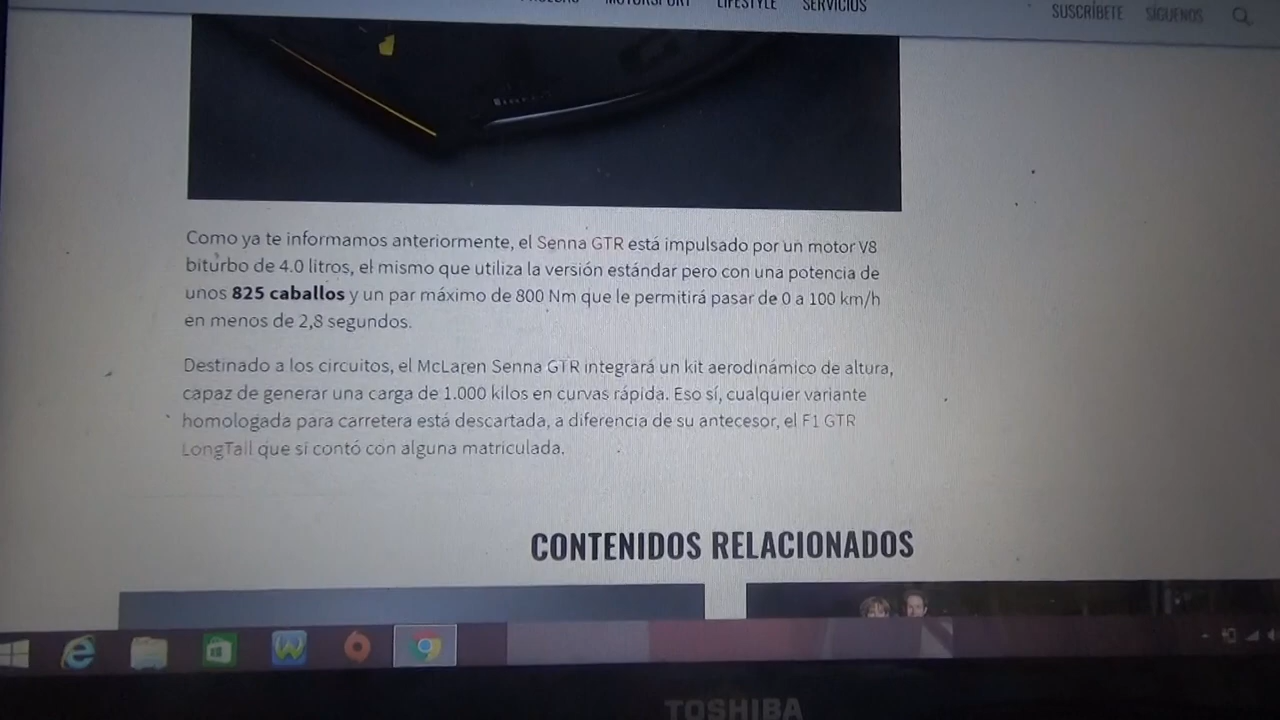 MOTORSPORT LIFESTYLE SERVICIOS
SUSCRÍBETE SÍGUENOS
Como ya te informamos anteriormente, el Senna GTR está impulsado por un motor V8
biturbo de 4.0 litros, el mismo que utiliza la versión estándar pero con una potencia de
unos 825 caballos y un par máximo de 800 Nm que le permitirá pasar de 0 a 100 km/h
en menos de 2,8 segundos.
Destinado a los circuitos, el McLaren Senna GTR integrará un kit aerodinámico de altura,
capaz de generar una carga de 1.000 kilos en curvas rápida. Eso sí, cualquier variante
homologada para carretera está descartada, a diferencia de su antecesor, el F1 GTR
LongTail que si contó con alguna matriculada.
CONTENIDOS RELACIONADOS
TOSHIBA